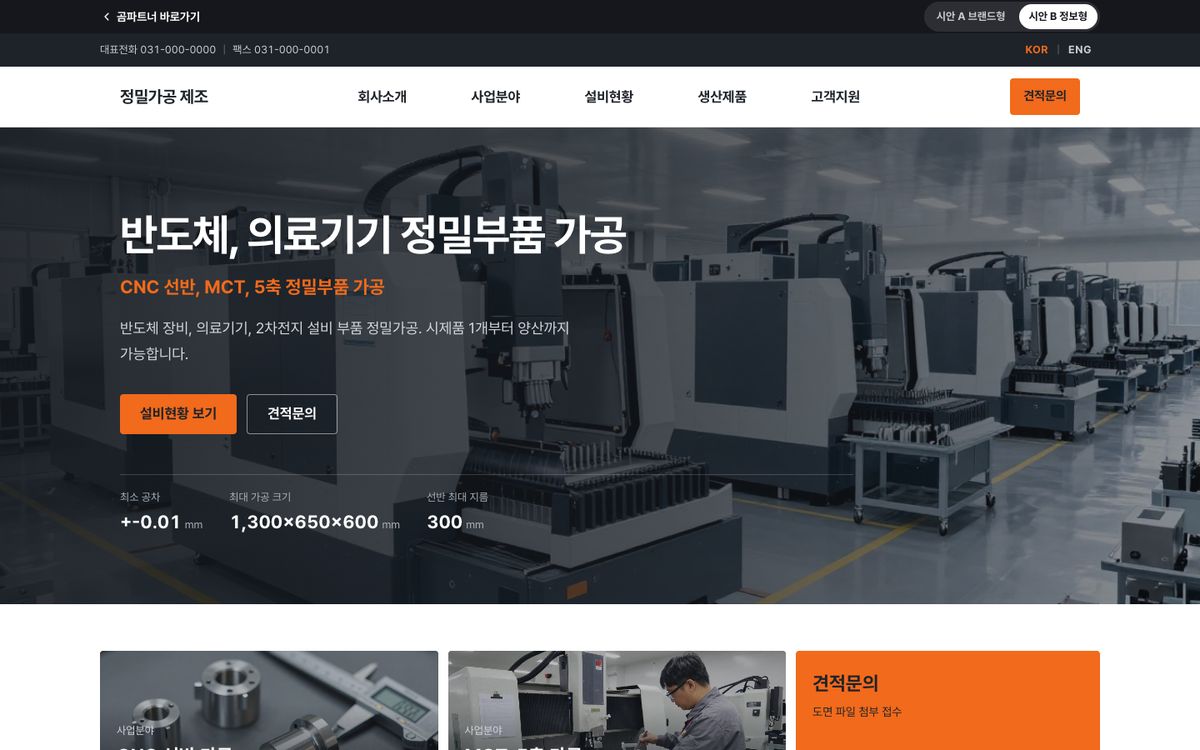 곰파트너 바로가기
시안 A 브랜드형
시안 B 정보형
대표전화 031-000-0000 | 팩스 031-000-0001
KOR | ENG
정밀가공 제조
회사소개
사업분야
설비현황
생산제품
고객지원
견적문의
반도체, 의료기기 정밀부품 가공
CNC 선반, MCT, 5축 정밀부품 가공
반도체 장비, 의료기기, 2차전지 설비 부품 정밀가공. 시제품 1개부터 양산까지
가능합니다.
설비현황 보기
견적문의
최소 공차
최대 가공 크기
선반 최대 지름
+-0.01 mm
1,300×650×600 mm
300 mm
사업분야
사업분야
견적문의
도면 파일 첨부 접수